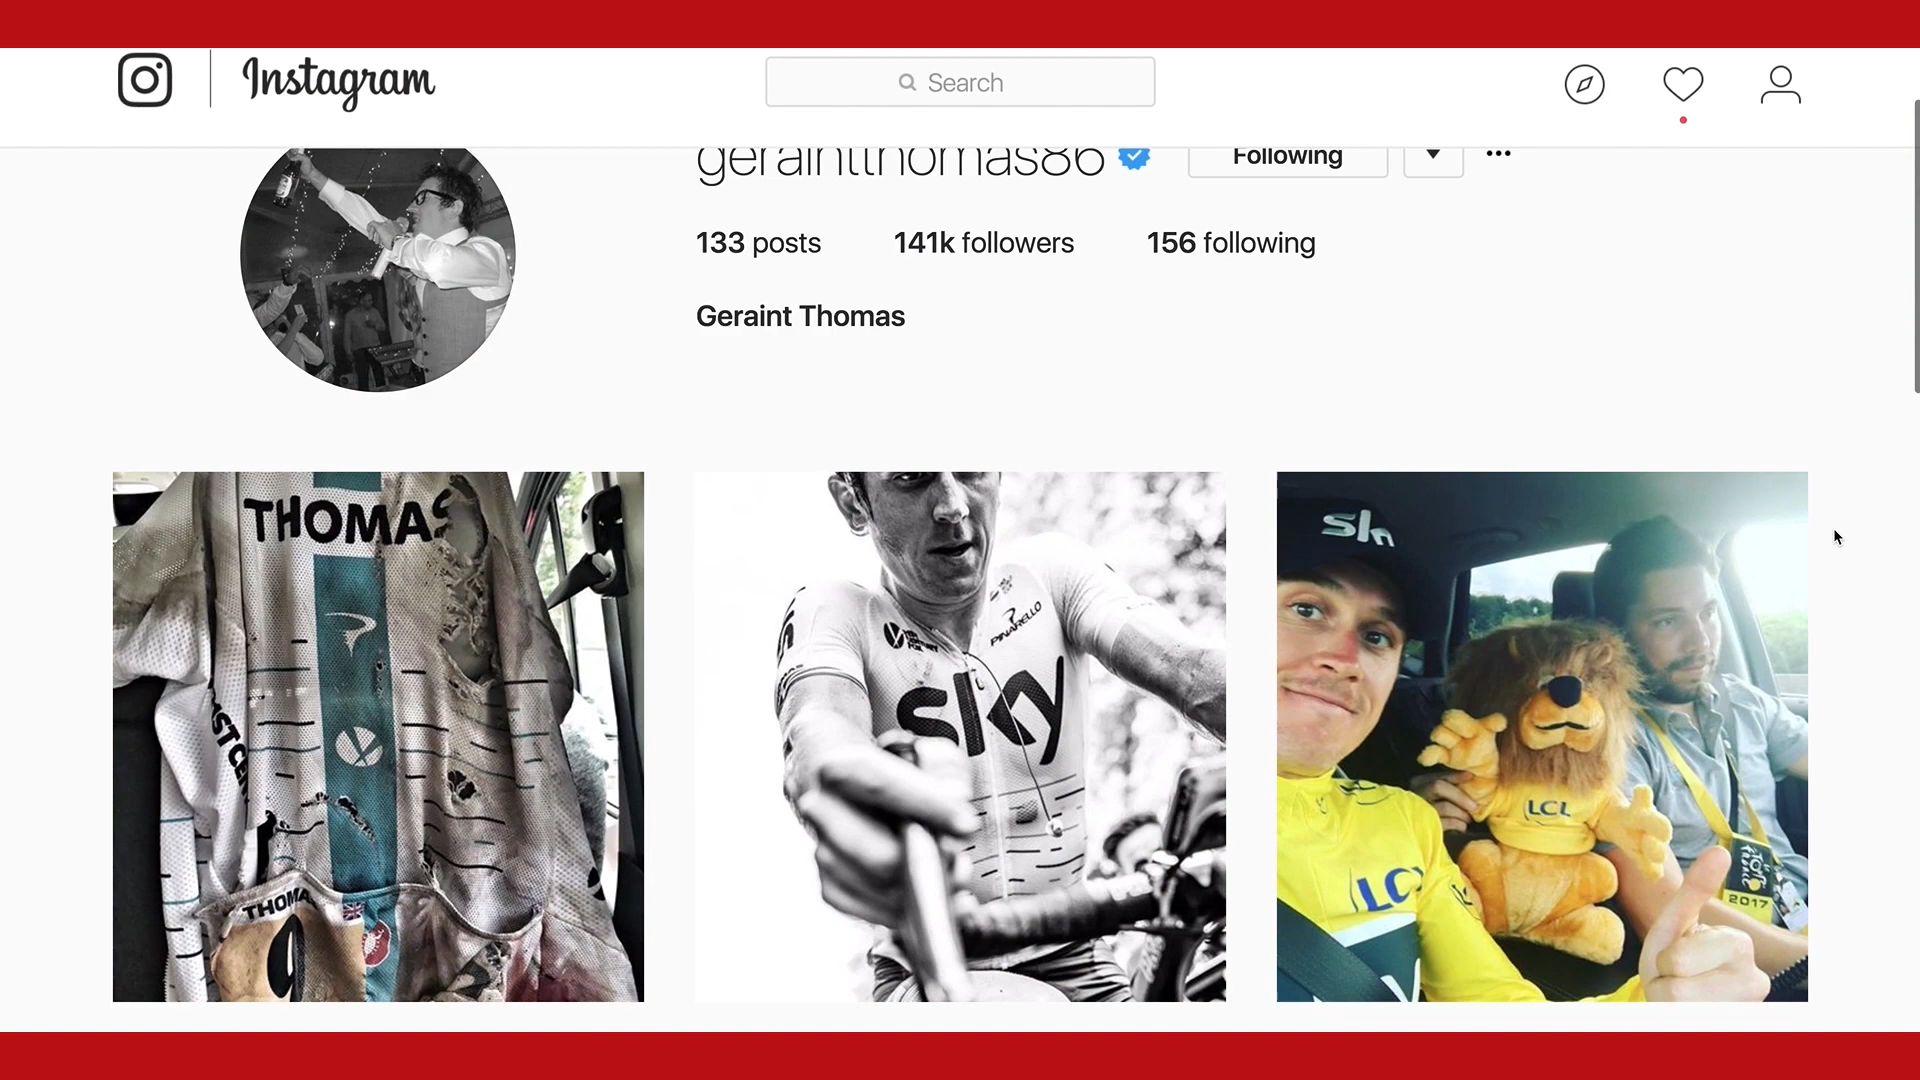 Instagram
Search
geraintthomas86
Following
133 posts
141k followers
156 following
Geraint Thomas
THOMAS
THOMA
PINARELLO
sky
sky
LCL
LCL
2017